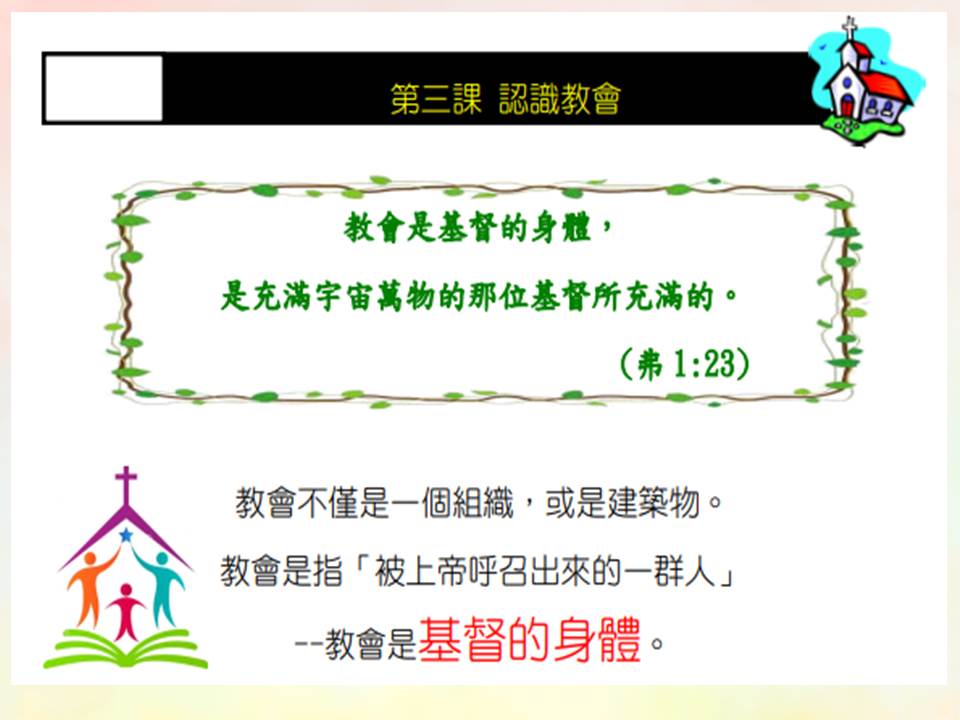 第三課 認識教會
教會是基督的身體，
是充滿宇宙萬物的那位基督所充滿的。
(弗 1:23)
教會不僅是一個組織，或是建築物。
教會是指「被上帝呼召出來的一群人」
--教會是基督的身體。